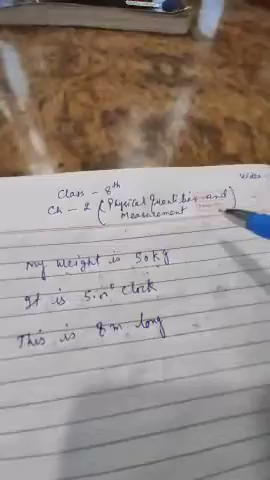 Video
Class - 8th
Ch - 2 (Physical Quantities and Measurement)
My weight is 50kg
It is 5.o' clock
This is 8m long